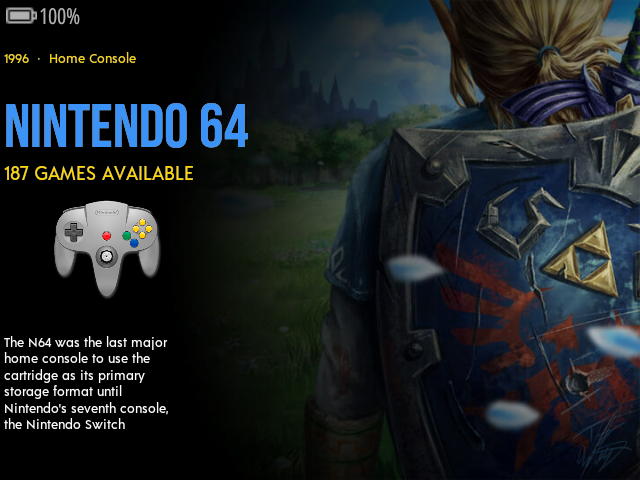 100%
1996 · Home Console
NINTENDO 64
187 GAMES AVAILABLE
The N64 was the last major
home console to use the
cartridge as its primary
storage format until
Nintendo's seventh console,
the Nintendo Switch